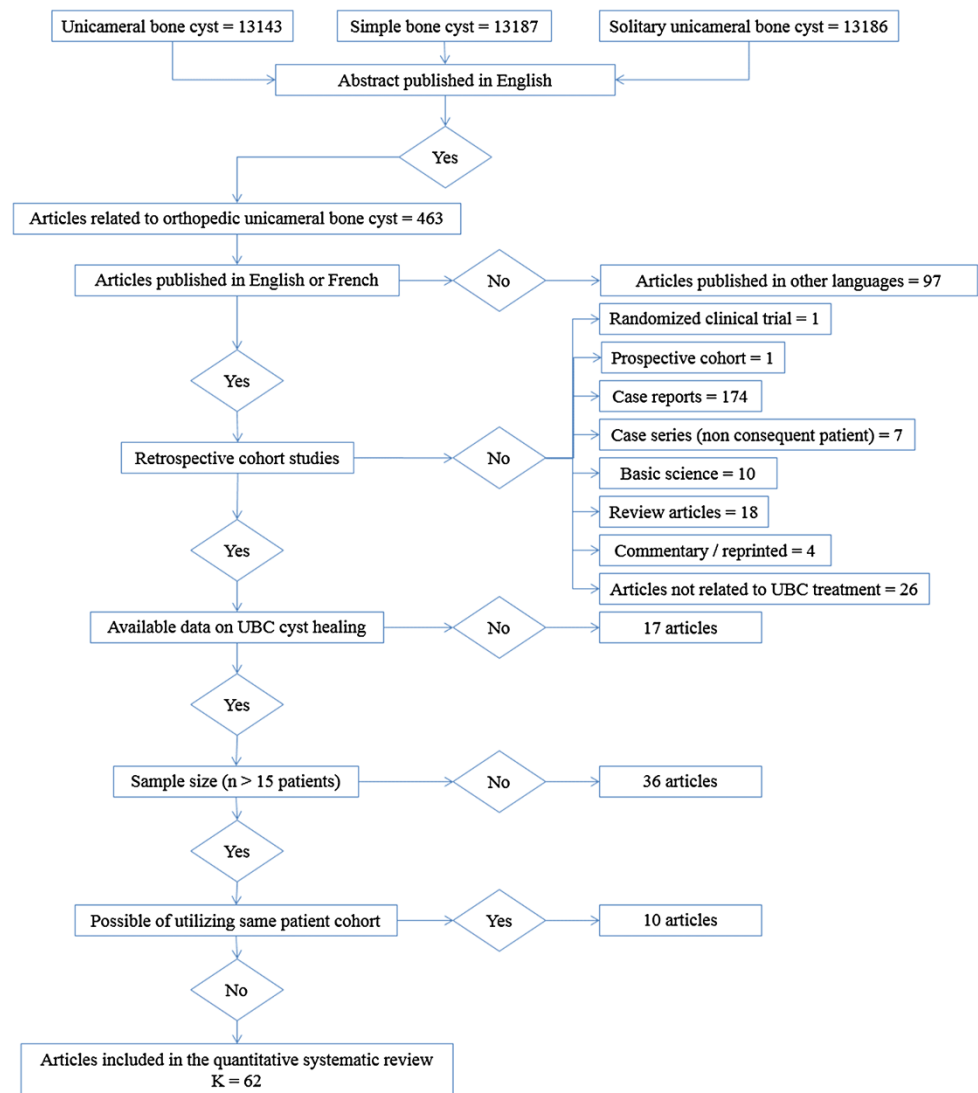 Unicameral bone cyst = 13143
Simple bone cyst = 13187
Solitary unicameral bone cyst = 13186
Abstract published in English
Yes
Articles related to orthopedic unicameral bone cyst = 463
Articles published in English or French
No
Articles published in other languages = 97
Yes
Randomized clinical trial = 1
Prospective cohort = 1
Case reports = 174
Case series (non consequent patient) = 7
Retrospective cohort studies
No
Basic science = 10
Review articles = 18
Commentary / reprinted = 4
Articles not related to UBC treatment = 26
Yes
Available data on UBC cyst healing
No
17 articles
Yes
Sample size (n > 15 patients)
No
36 articles
Yes
Possible of utilizing same patient cohort
Yes
10 articles
No
Articles included in the quantitative systematic review
K = 62